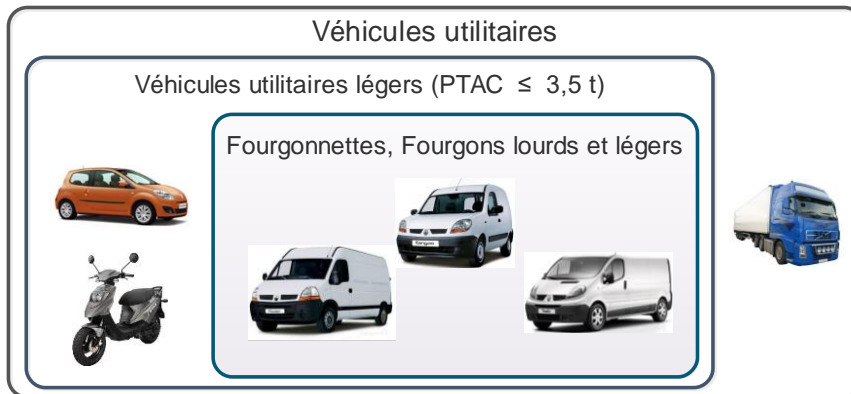 Véhicules utilitaires
Véhicules utilitaires légers (PTAC ≤ 3,5 t)
Fourgonnettes, Fourgons lourds et légers